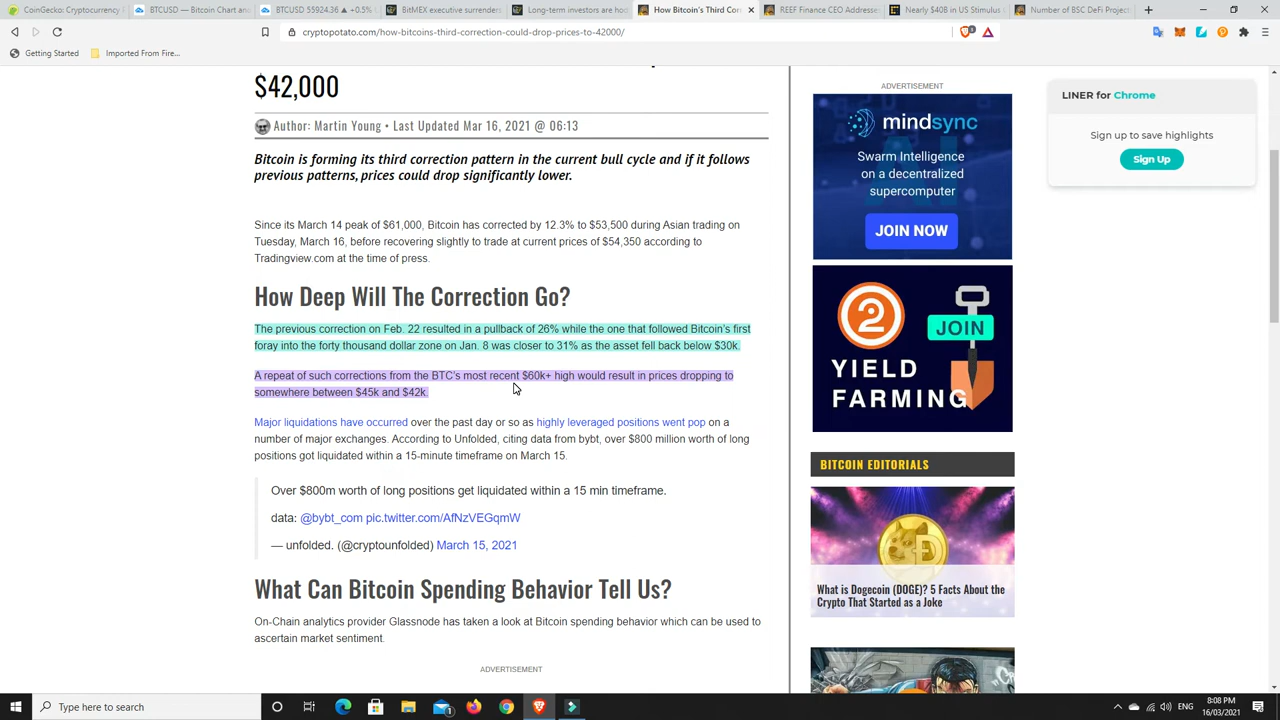 CoinGecko: Cryptocu
BTCUSD — Bitcoin Chart and
BTCUSD 55924.36 ▲ +0.5% U
BitMEX executive surrenders
Long-term investors are hoo
How Bitcoin's Third Cor
REEF Finance CEO Addresses
Nearly $40B in US Stimulus
Number of BSC DeFi Project
cryptopotato.com/how-bitcoins-third-correction-could-drop-prices-to-42000/
Getting Started
Imported From Fire...
$42,000
Author: Martin Young • Last Updated Mar 16, 2021 @ 06:13
Bitcoin is forming its third correction pattern in the current bull cycle and if it follows
previous patterns, prices could drop significantly lower.
Since its March 14 peak of $61,000, Bitcoin has corrected by 12.3% to $53,500 during Asian trading on
Tuesday, March 16, before recovering slightly to trade at current prices of $54,350 according to
Tradingview.com at the time of press.
How Deep Will The Correction Go?
The previous correction on Feb. 22 resulted in a pullback of 26% while the one that followed Bitcoin's first
foray into the forty thousand dollar zone on Jan. 8 was closer to 31% as the asset fell back below $30k.
A repeat of such corrections from the BTC's most recent $60k+ high would result in prices dropping to
somewhere between $45k and $42k.
Major liquidations have occurred over the past day or so as highly leveraged positions went pop on a
number of major exchanges. According to Unfolded, citing data from bybt, over $800 million worth of long
positions got liquidated within a 15-minute timeframe on March 15.
Over $800m worth of long positions get liquidated within a 15 min timeframe.
data: @bybt_com pic.twitter.com/AfNzVEGqmW
— unfolded. (@cryptounfolded) March 15, 2021
What Can Bitcoin Spending Behavior Tell Us?
On-Chain analytics provider Glassnode has taken a look at Bitcoin spending behavior which can be used to
ascertain market sentiment.
ADVERTISEMENT
ADVERTISEMENT
mindsync
Swarm Intelligence
on a decentralized
supercomputer
JOIN NOW
2
JOIN
YIELD
FARMING
BITCOIN EDITORIALS
What is Dogecoin (DOGE)? 5 Facts About the
Crypto That Started as a Joke
LINER for Chrome
Sign up to save highlights
Sign Up
Type here to search
ENG
8:08 PM
16/03/2021